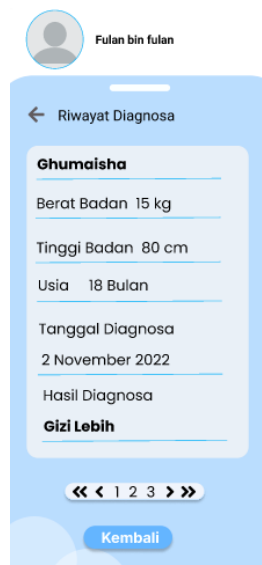 Fulan bin fulan
Riwayat Diagnosa
Ghumaisha
Berat Badan 15 kg
Tinggi Badan 80 cm
Usia 18 Bulan
Tanggal Diagnosa
2 November 2022
Hasil Diagnosa
Gizi Lebih
1 2 3
Kembali